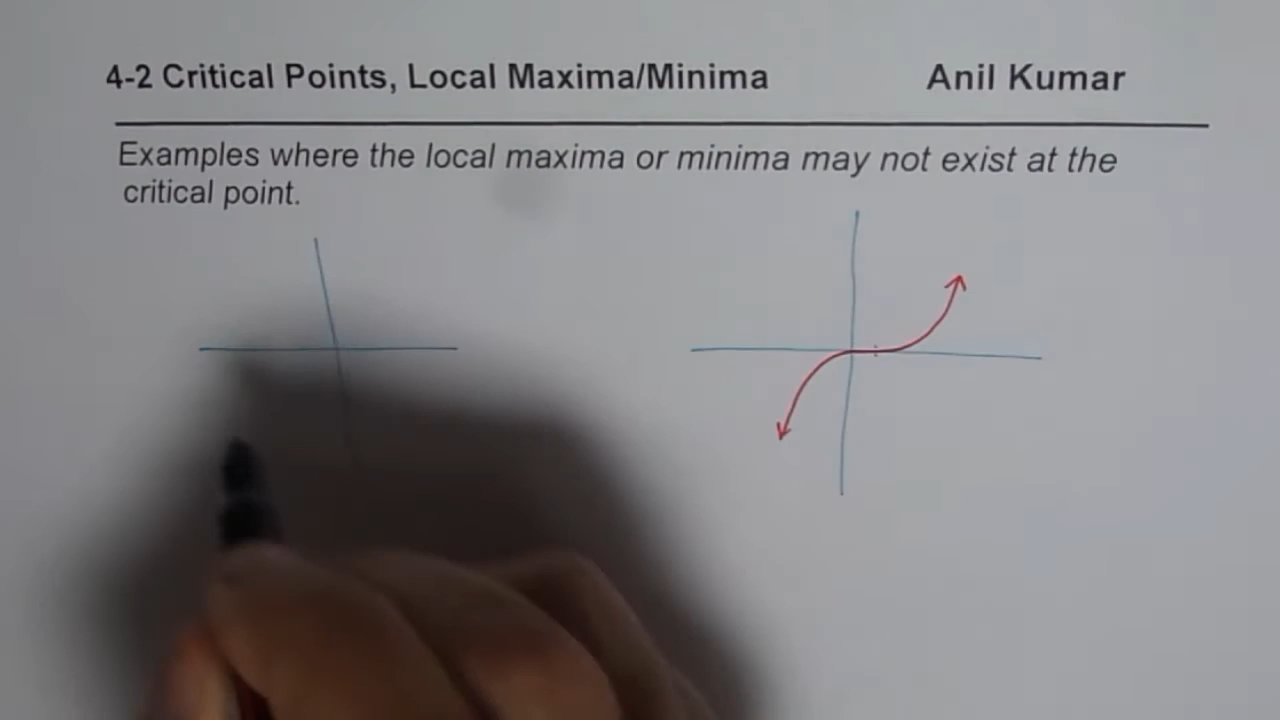 4-2 Critical Points, Local Maxima/Minima Anil Kumar
Examples where the local maxima or minima may not exist at the
critical point.